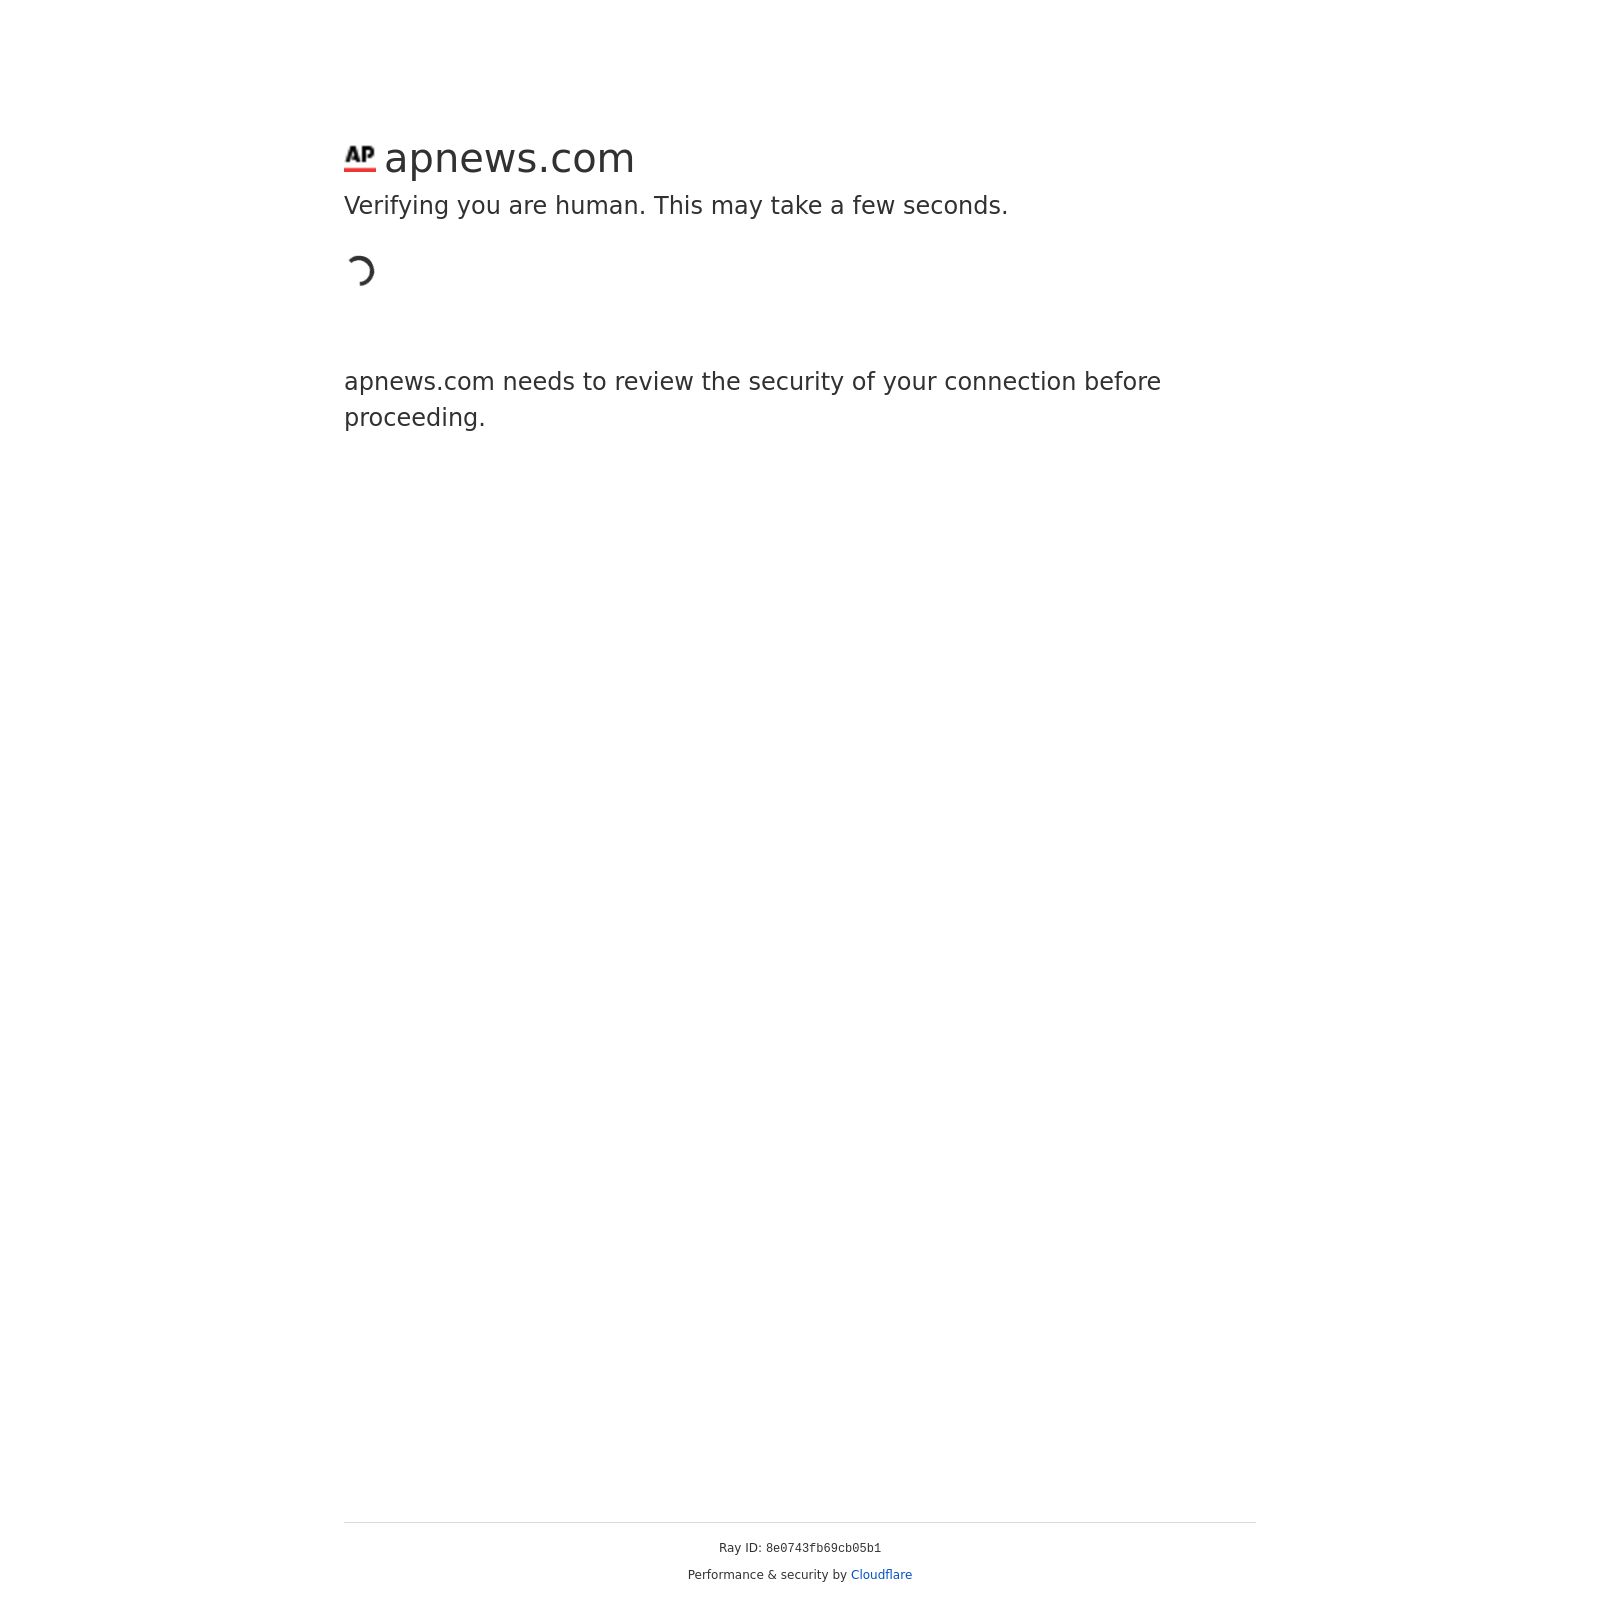 AP apnews.com
Verifying you are human. This may take a few seconds.
apnews.com needs to review the security of your connection before
proceeding.
Ray ID: 8e0743fb69cb05b1
Performance & security by Cloudflare